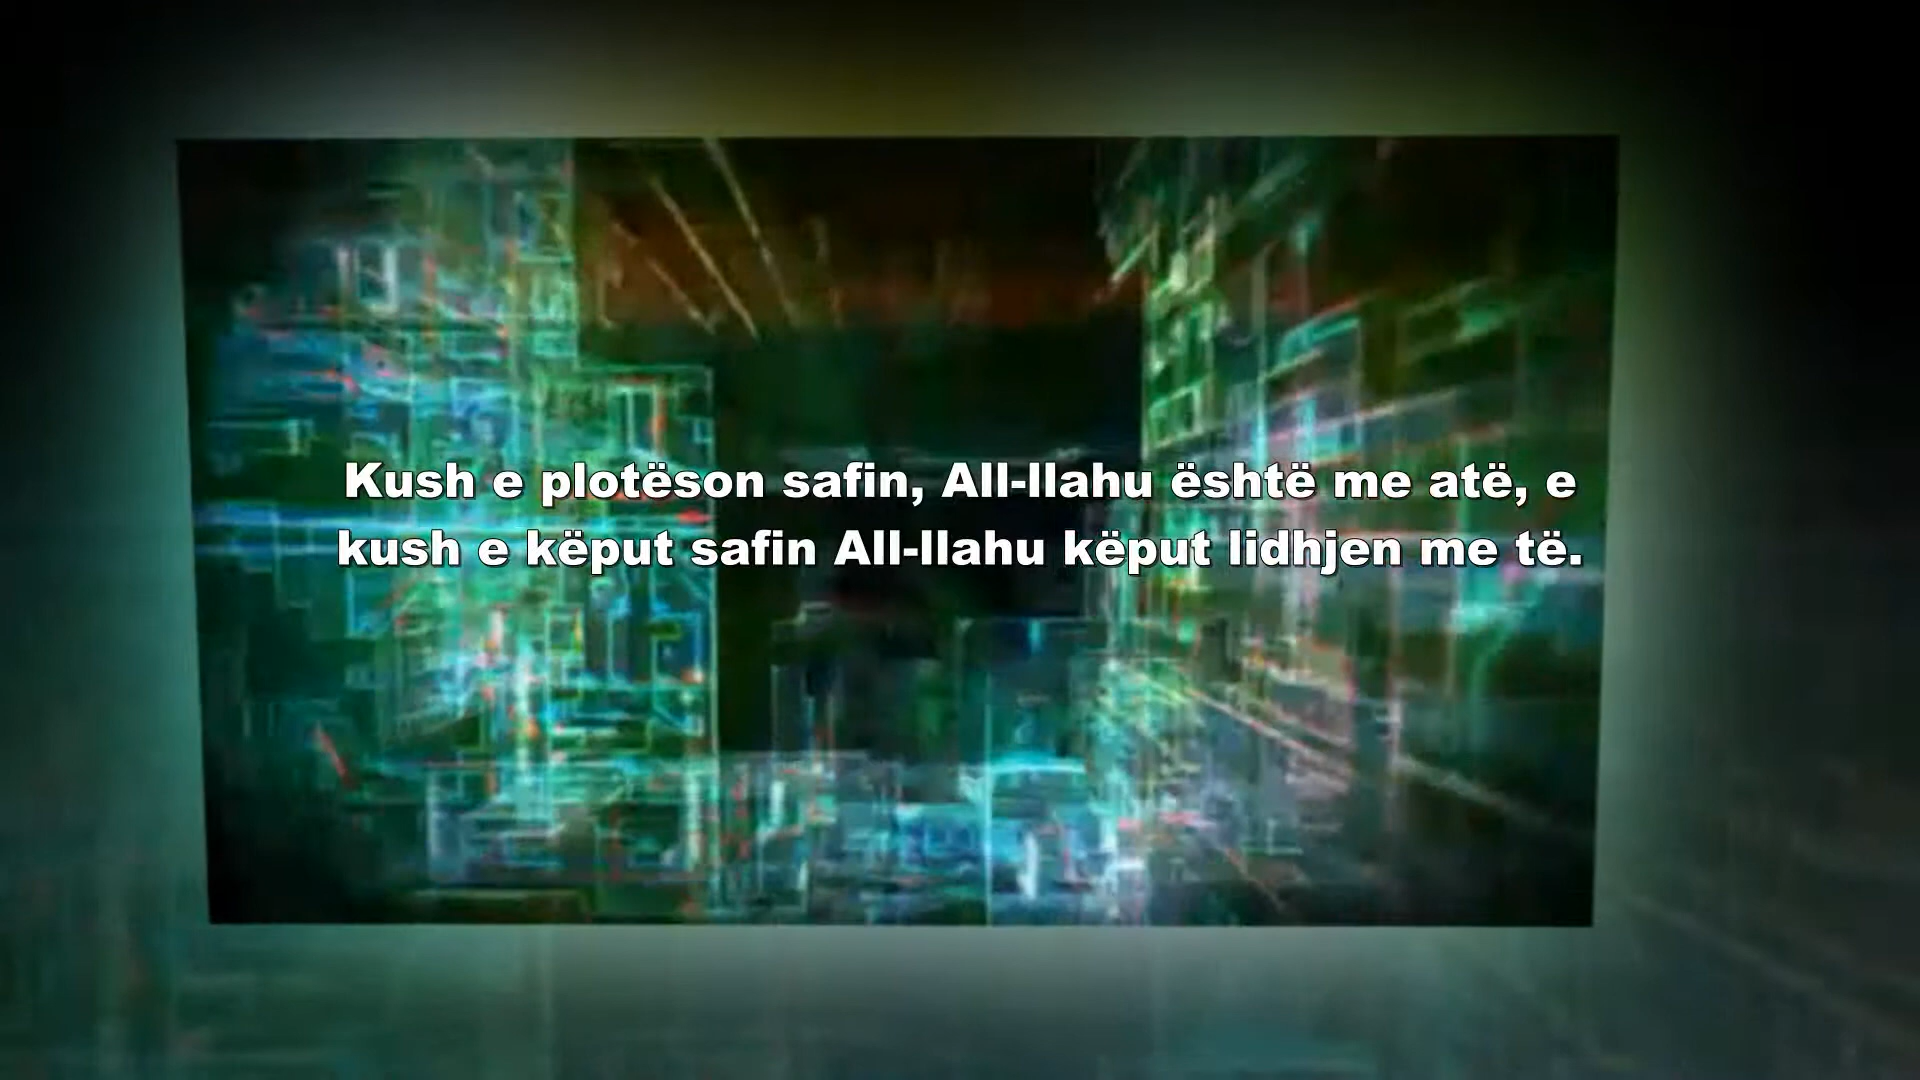 Kush e plotëson safin, All-llahu është me atë, e
kush e këput safin All-llahu këput lidhjen me të.